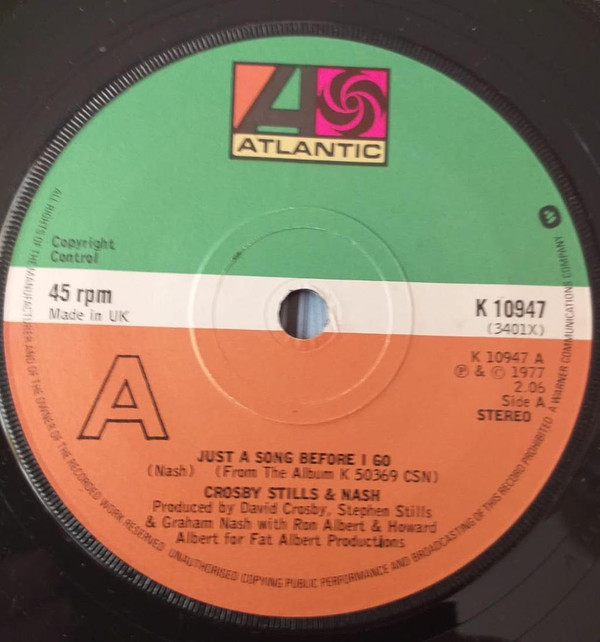 ATLANTIC
Copyright
Control
45 rpm
Made in UK
K 10947
(3401X)
K 10947 A
Ⓟ & © 1977
2.06
Side A
STEREO
A
JUST A SONG BEFORE I GO
(Nash) (From The Album K 50369 CSN)
CROSBY STILLS & NASH
Produced by David Crosby, Stephen Stills
& Graham Nash with Ron Albert & Howard
Albert for Fat Albert Productions
ALL RIGHTS OF THE MANUFACTURER AND OF THE OWNER OF THE RECORDED WORK RESERVED UNAUTHORISED COPYING PUBLIC PERFORMANCE AND BROADCASTING OF THIS RECORD PROHIBITED. A WARNER COMMUNICATIONS COMPANY